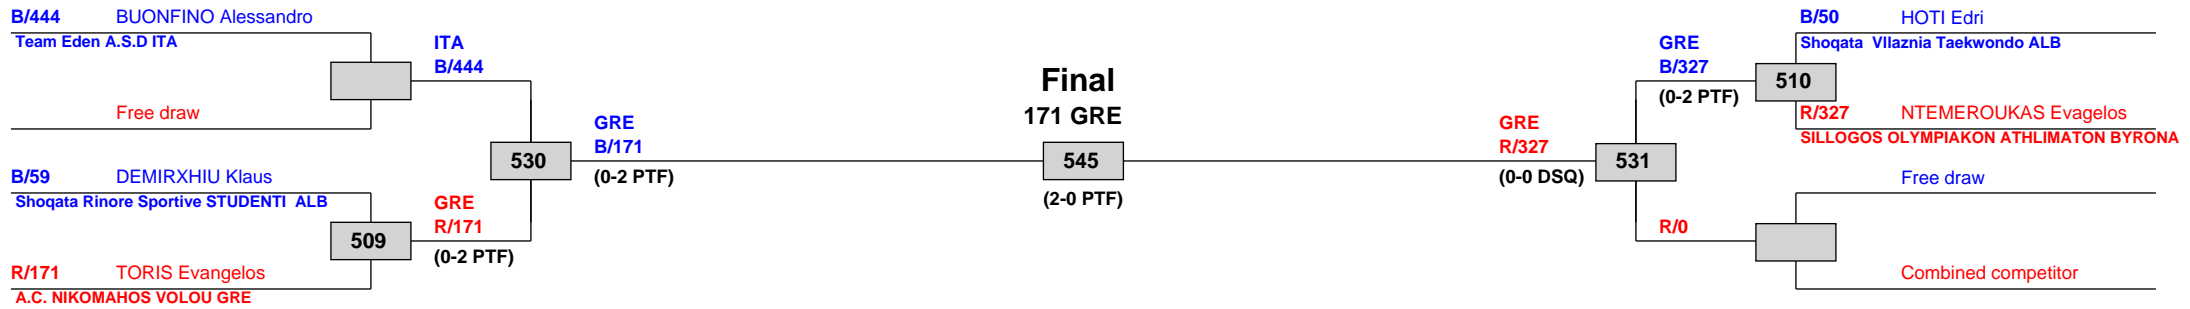 B/444 BUONFINO Alessandro
Team Eden A.S.D ITA
Free draw
B/59 DEMIRXHIU Klaus
Shoqata Rinore Sportive STUDENTI ALB
R/171 TORIS Evangelos
A.C. NIKOMAHOS VOLOU GRE
509
ITA
B/444
GRE
R/171
(0-2 PTF)
530
GRE
B/171
(0-2 PTF)
Final
171 GRE
545
(2-0 PTF)
GRE
R/327
(0-0 DSQ)
531
GRE
B/327
(0-2 PTF)
R/0
510
B/50 HOTI Edri
Shoqata Vllaznia Taekwondo ALB
R/327 NTEMEROUKAS Evagelos
SILLOGOS OLYMPIAKON ATHLIMATON BYRONA
Free draw
Combined competitor